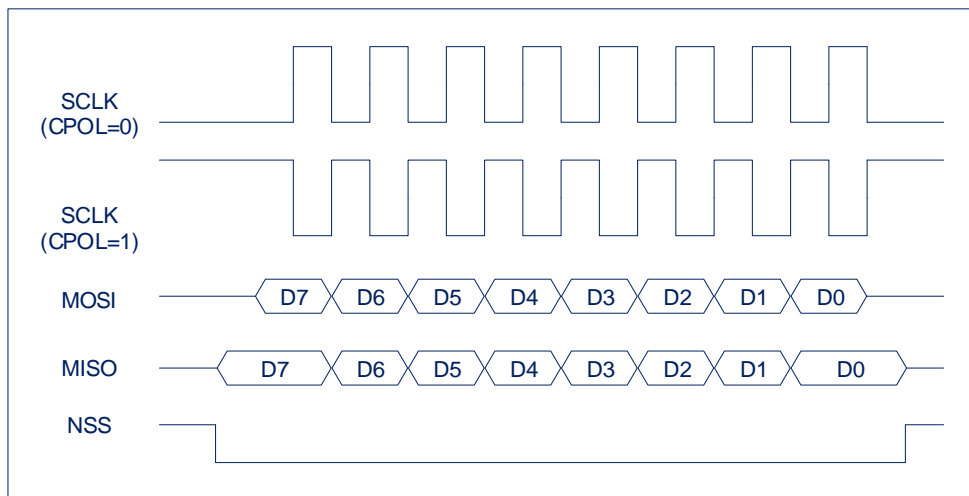 SCLK
(CPOL=0)
SCLK
(CPOL=1)
MOSI
D7 D6 D5 D4 D3 D2 D1 D0
MISO
D7 D6 D5 D4 D3 D2 D1 D0
NSS